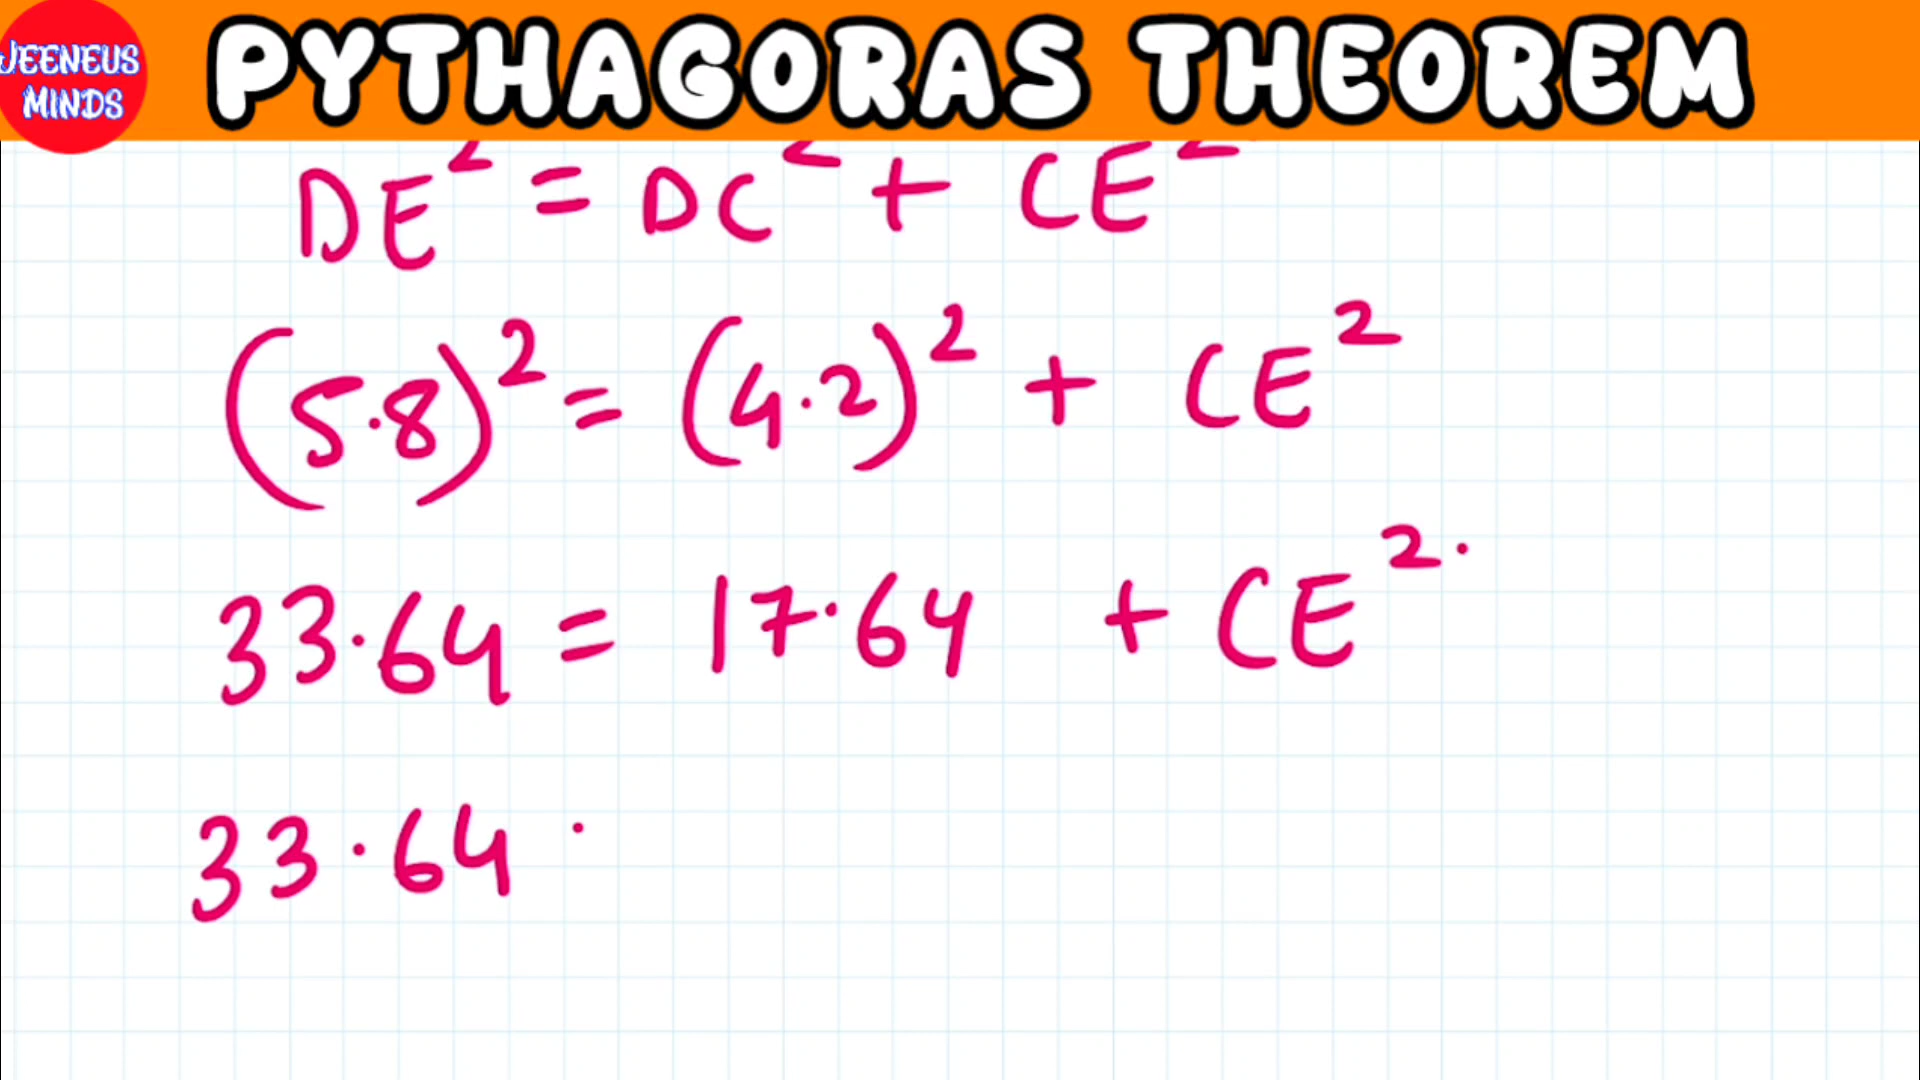 JEENEUS
MINDS
PYTHAGORAS THEOREM
DE² = DC² + CE²
(5.8)² = (4.2)² + CE²
33.64 = 17.64 + CE².
33.64 .